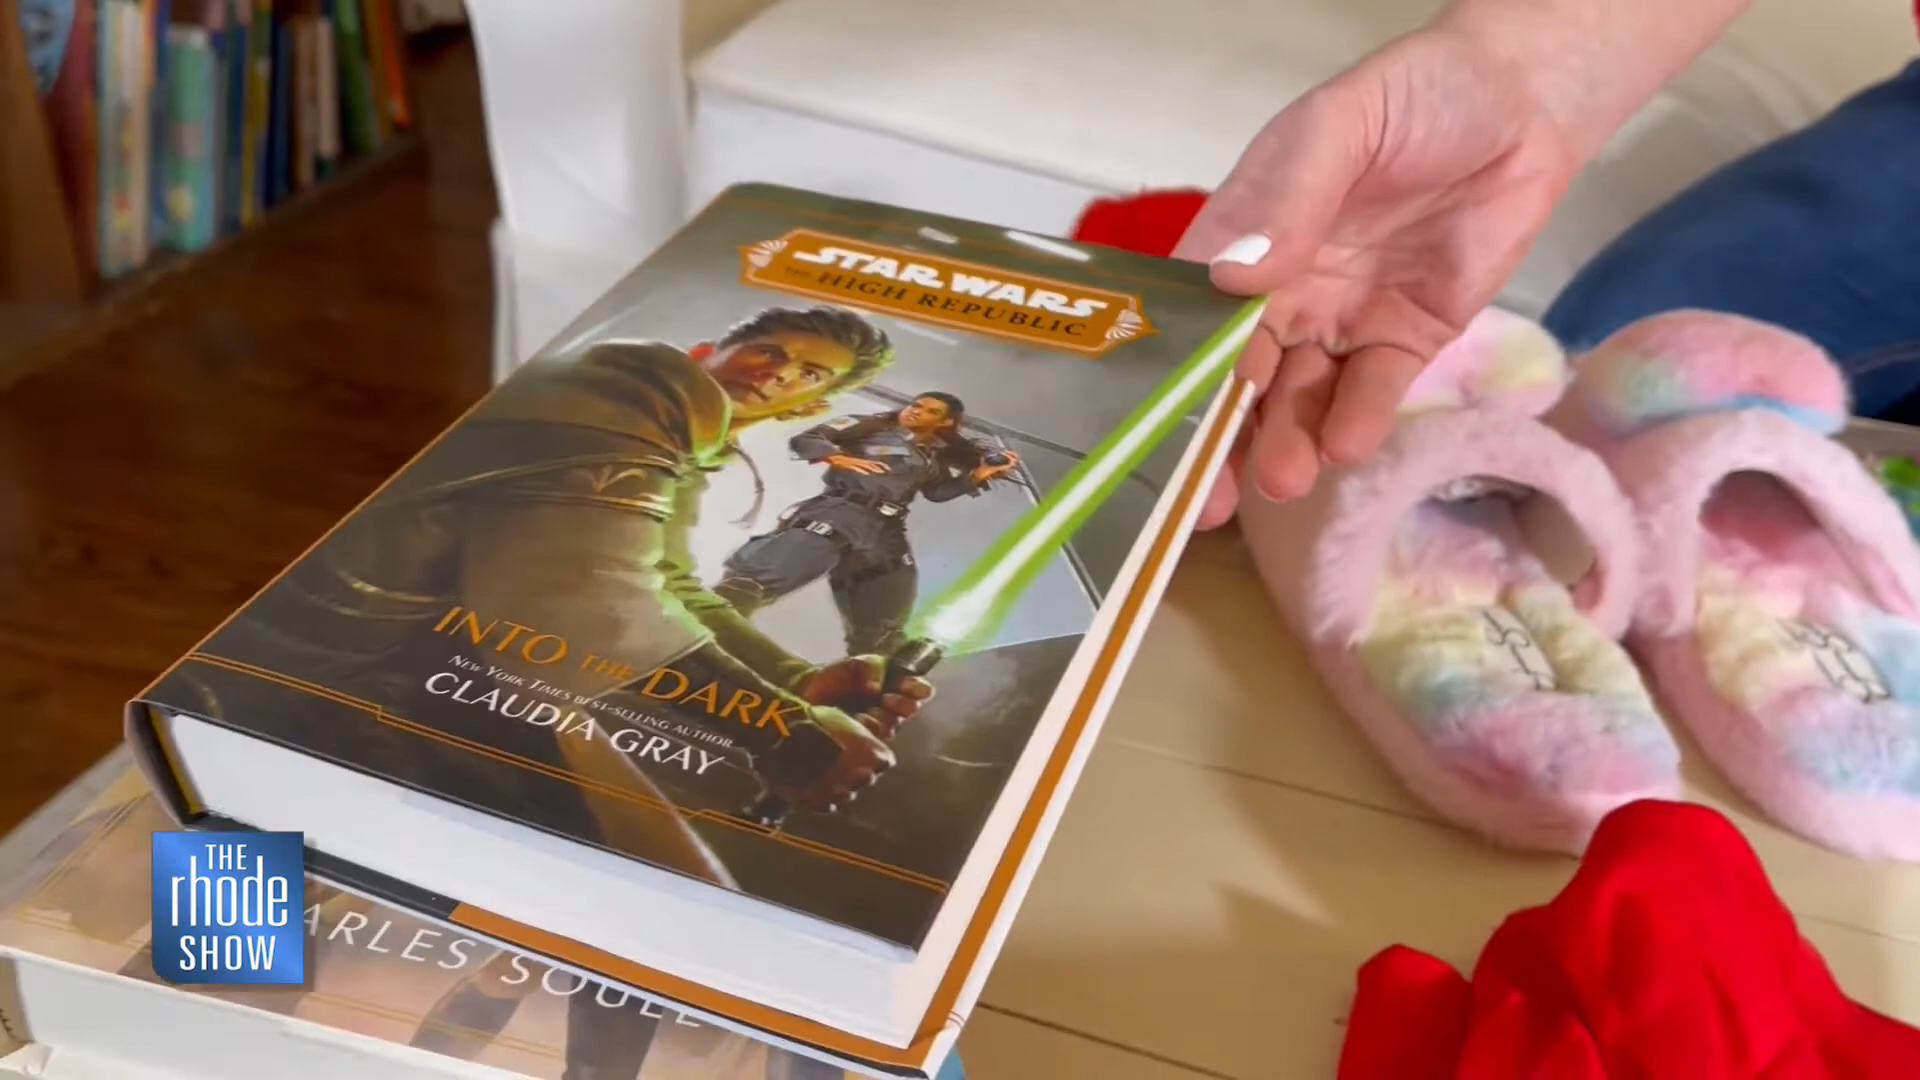 STAR WARS
THE HIGH REPUBLIC
INTO THE DARK
NEW YORK TIMES BEST-SELLING AUTHOR
CLAUDIA GRAY
ARLES SOULE
THE
rhode
SHOW